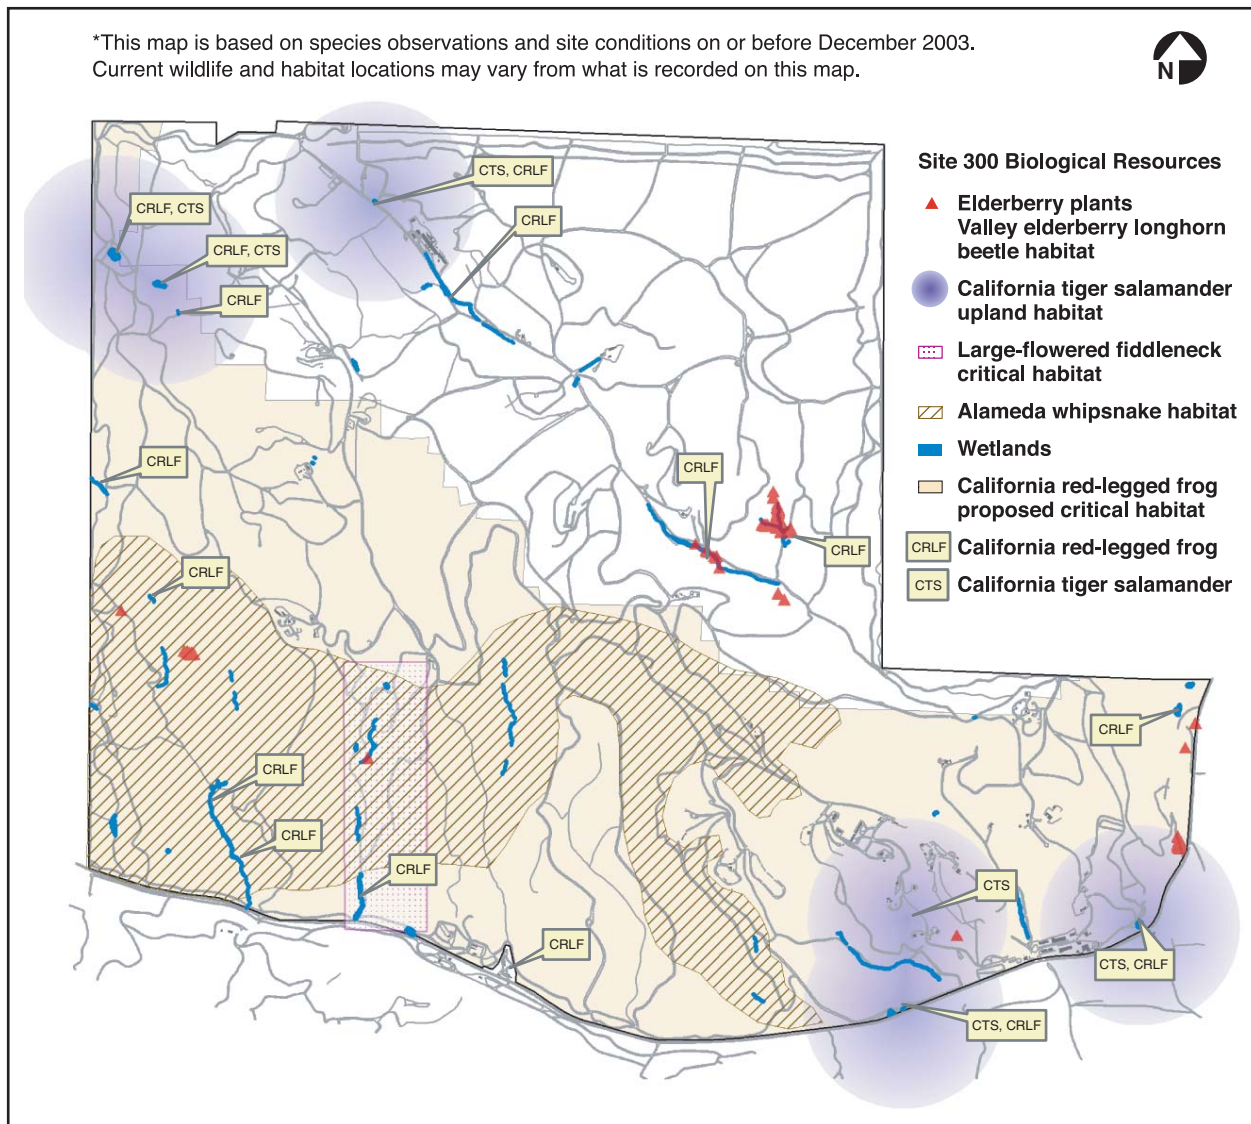 *This map is based on species observations and site conditions on or before December 2003.
Current wildlife and habitat locations may vary from what is recorded on this map.
N
Site 300 Biological Resources
Elderberry plants
Valley elderberry longhorn
beetle habitat
California tiger salamander
upland habitat
Large-flowered fiddleneck
critical habitat
Alameda whipsnake habitat
Wetlands
California red-legged frog
proposed critical habitat
CRLF California red-legged frog
CTS California tiger salamander
CTS, CRLF
CRLF, CTS
CRLF
CRLF, CTS
CRLF
CRLF
CRLF
CRLF
CRLF
CRLF
CRLF
CRLF
CRLF
CTS
CRLF
CTS, CRLF
CTS, CRLF